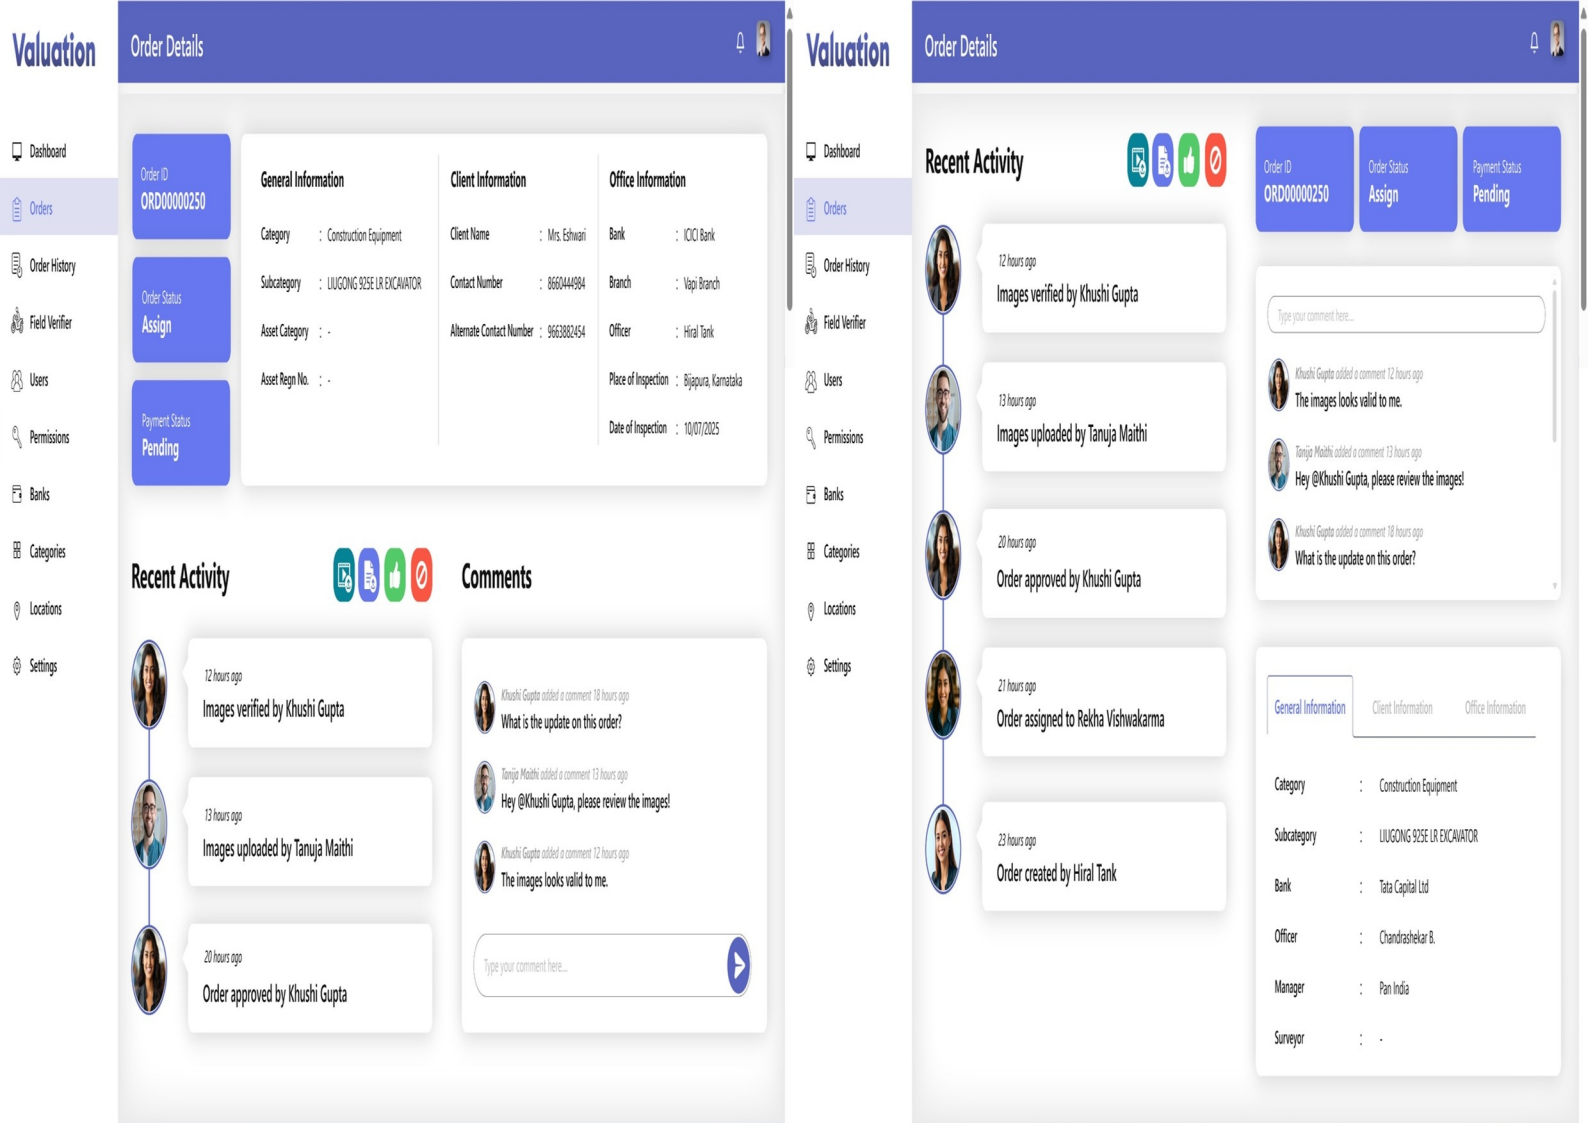 Valuation
Order Details
Dashboard
Orders
Order History
Field Verifier
Users
Permissions
Banks
Categories
Locations
Settings
Order ID
ORD00000250
Order Status
Assign
Payment Status
Pending
General Information
Category : Construction Equipment
Subcategory : LIUGONG 925E LR EXCAVATOR
Asset Category : -
Asset Regn No. : -
Client Information
Client Name : Mrs. Eshwari
Contact Number : 8660444984
Alternate Contact Number : 9663882454
Office Information
Bank : ICICI Bank
Branch : Vapi Branch
Officer : Hiral Tank
Place of Inspection : Bijapura, Karnataka
Date of Inspection : 10/07/2025
Recent Activity
12 hours ago
Images verified by Khushi Gupta
13 hours ago
Images uploaded by Tanuja Maithi
20 hours ago
Order approved by Khushi Gupta
Comments
Khushi Gupta added a comment 18 hours ago
What is the update on this order?
Tanija Maithi added a comment 13 hours ago
Hey @Khushi Gupta, please review the images!
Khushi Gupta added a comment 12 hours ago
The images looks valid to me.
Type your comment here...
Valuation
Order Details
Dashboard
Orders
Order History
Field Verifier
Users
Permissions
Banks
Categories
Locations
Settings
Recent Activity
12 hours ago
Images verified by Khushi Gupta
13 hours ago
Images uploaded by Tanuja Maithi
20 hours ago
Order approved by Khushi Gupta
21 hours ago
Order assigned to Rekha Vishwakarma
23 hours ago
Order created by Hiral Tank
Order ID
ORD00000250
Order Status
Assign
Payment Status
Pending
Type your comment here...
Khushi Gupta added a comment 12 hours ago
The images looks valid to me.
Tanija Maithi added a comment 13 hours ago
Hey @Khushi Gupta, please review the images!
Khushi Gupta added a comment 18 hours ago
What is the update on this order?
General Information Client Information Office Information
Category : Construction Equipment
Subcategory : LIUGONG 925E LR EXCAVATOR
Bank : Tata Capital Ltd
Officer : Chandrashekar B.
Manager : Pan India
Surveyor : -